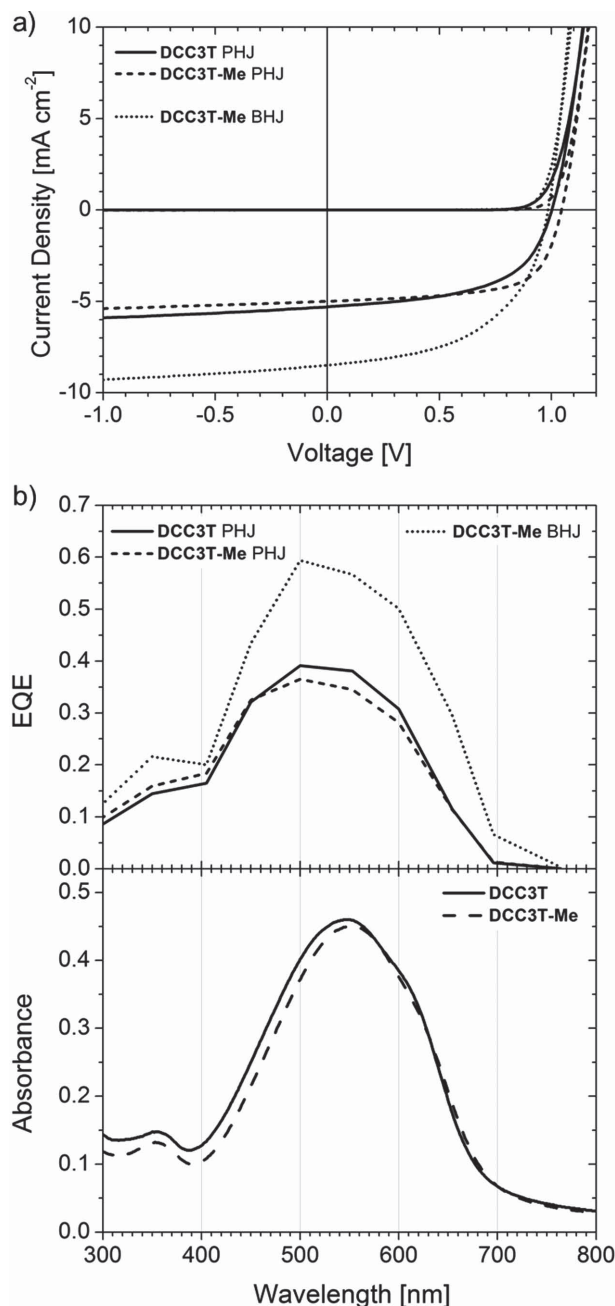 a)
10
DCC3T PHJ
DCC3T-Me PHJ
DCC3T-Me BHJ
5
0
-5
-10
Current Density [mA cm-2]
-1.0 -0.5 0.0 0.5 1.0
Voltage [V]
b)
0.7
DCC3T PHJ DCC3T-Me BHJ
DCC3T-Me PHJ
0.6
0.5
0.4
0.3
0.2
0.1
0.0
EQE
0.5
DCC3T
DCC3T-Me
0.4
0.3
0.2
0.1
0.0
Absorbance
300 400 500 600 700 800
Wavelength [nm]